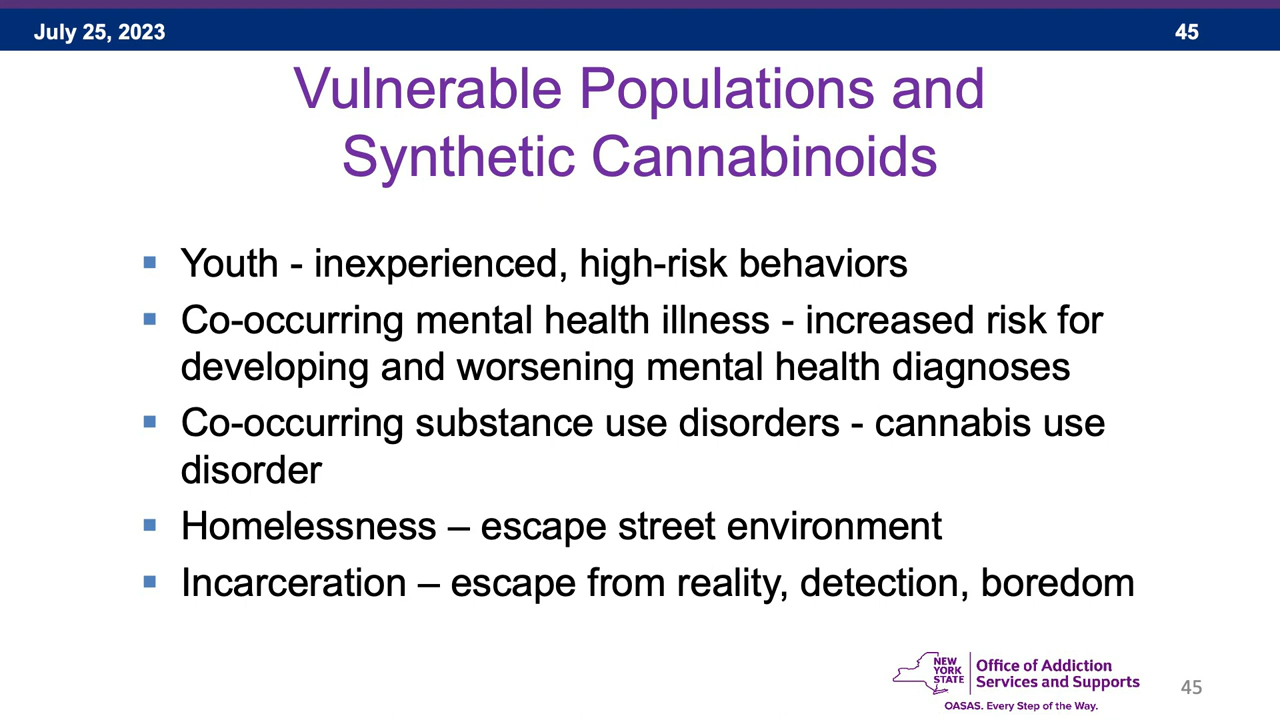 July 25, 2023 45
Vulnerable Populations and
Synthetic Cannabinoids
▪ Youth - inexperienced, high-risk behaviors
▪ Co-occurring mental health illness - increased risk for
developing and worsening mental health diagnoses
▪ Co-occurring substance use disorders - cannabis use
disorder
▪ Homelessness – escape street environment
▪ Incarceration – escape from reality, detection, boredom
NEW
YORK
STATE
Office of Addiction
Services and Supports
OASAS. Every Step of the Way.
45